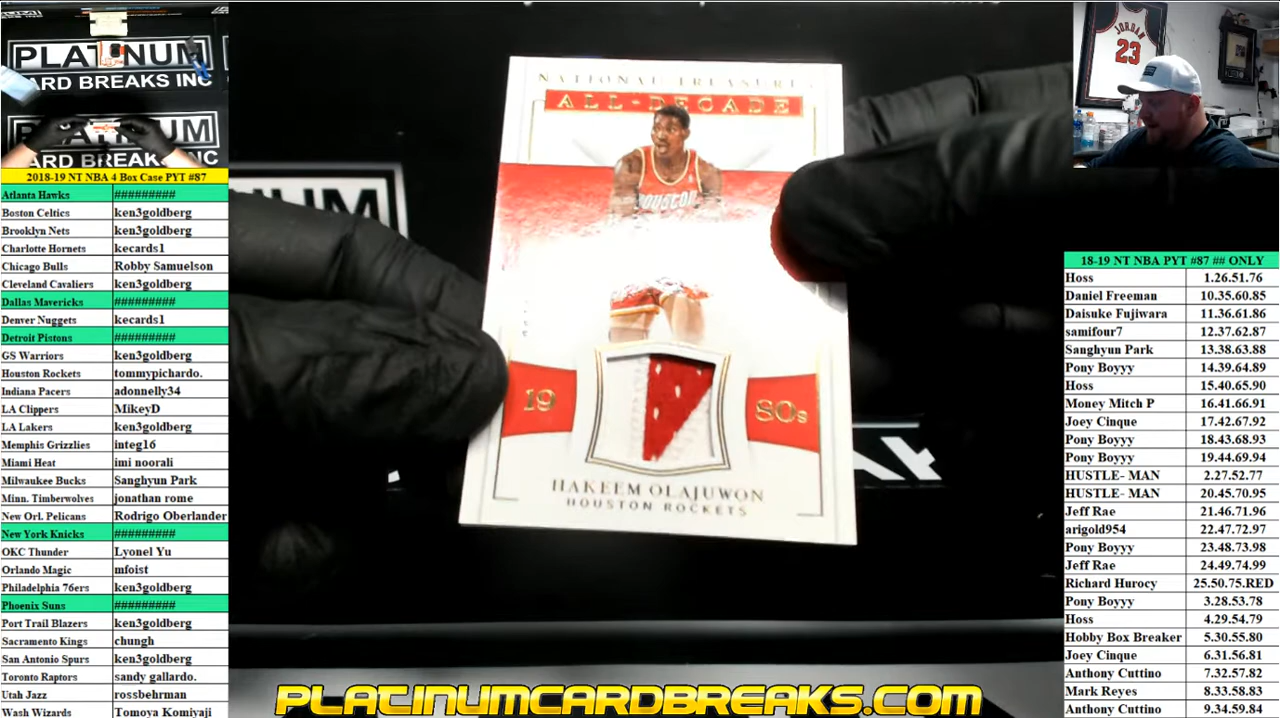 PLATINUM
CARD BREAKS INC
PLATINUM
CARD BREAKS INC
2018-19 NT NBA 4 Box Case PYT #87
Atlanta Hawks #########
Boston Celtics ken3goldberg
Brooklyn Nets ken3goldberg
Charlotte Hornets kecards1
Chicago Bulls Robby Samuelson
Cleveland Cavaliers ken3goldberg
Dallas Mavericks #########
Denver Nuggets kecards1
Detroit Pistons #########
GS Warriors ken3goldberg
Houston Rockets tommypichardo.
Indiana Pacers adonnelly34
LA Clippers MikeyD
LA Lakers ken3goldberg
Memphis Grizzlies integ16
Miami Heat imi noorali
Milwaukee Bucks Sanghyun Park
Minn. Timberwolves jonathan rome
New Orl. Pelicans Rodrigo Oberlander
New York Knicks #########
OKC Thunder Lyonel Yu
Orlando Magic mfoist
Philadelphia 76ers ken3goldberg
Phoenix Suns #########
Port Trail Blazers ken3goldberg
Sacramento Kings chungh
San Antonio Spurs ken3goldberg
Toronto Raptors sandy gallardo.
Utah Jazz rossbehrman
Wash Wizards Tomoya Komiyaji
NATIONAL TREASURES
ALL-DECADE
HOUSTON
19 80s
HAKEEM OLAJUWON
HOUSTON ROCKETS
PLATINUMCARDBREAKS.COM
JORDAN
23
18-19 NT NBA PYT #87 ## ONLY
Hoss 1.26.51.76
Daniel Freeman 10.35.60.85
Daisuke Fujiwara 11.36.61.86
samifour7 12.37.62.87
Sanghyun Park 13.38.63.88
Pony Boyyy 14.39.64.89
Hoss 15.40.65.90
Money Mitch P 16.41.66.91
Joey Cinque 17.42.67.92
Pony Boyyy 18.43.68.93
Pony Boyyy 19.44.69.94
HUSTLE- MAN 2.27.52.77
HUSTLE- MAN 20.45.70.95
Jeff Rae 21.46.71.96
arigold954 22.47.72.97
Pony Boyyy 23.48.73.98
Jeff Rae 24.49.74.99
Richard Hurocy 25.50.75.RED
Pony Boyyy 3.28.53.78
Hoss 4.29.54.79
Hobby Box Breaker 5.30.55.80
Joey Cinque 6.31.56.81
Anthony Cuttino 7.32.57.82
Mark Reyes 8.33.58.83
Anthony Cuttino 9.34.59.84